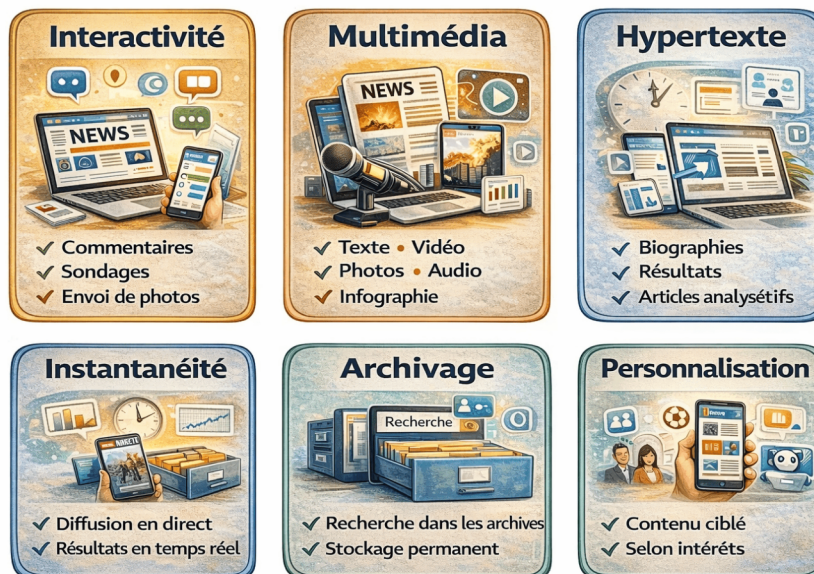 Interactivité
NEWS
Commentaires
Sondages
Envoi de photos
Multimédia
NEWS
Texte • Vidéo
Photos • Audio
Infographie
Hypertexte
Biographies
Résultats
Articles analysétifs
Instantanéité
Diffusion en direct
Résultats en temps réel
Archivage
Recherche
Recherche dans les archives
Stockage permanent
Personnalisation
Contenu ciblé
Selon intéréts